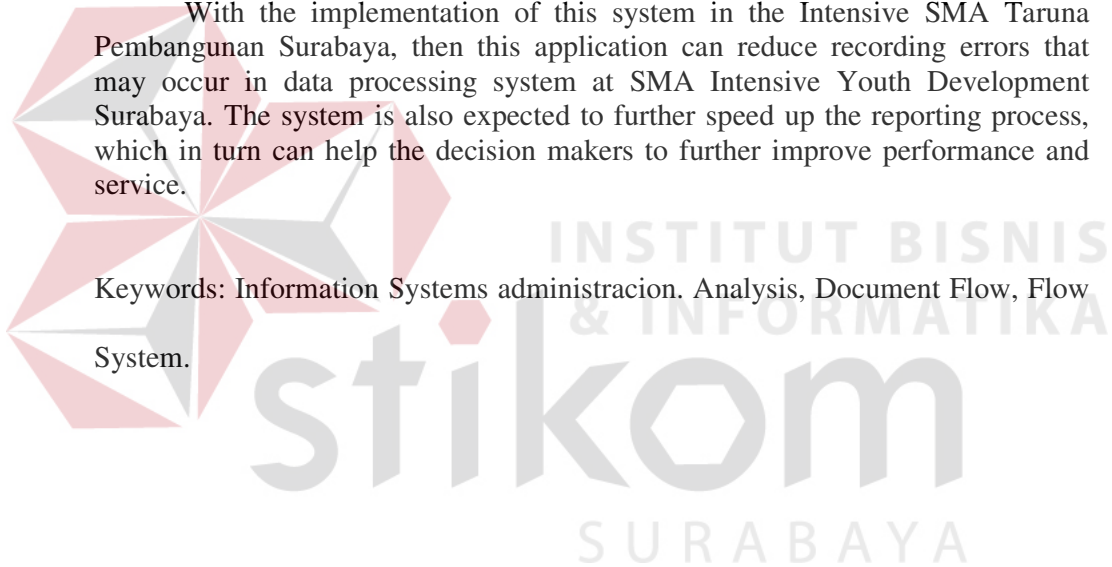 With the implementation of this system in the Intensive SMA Taruna
Pembangunan Surabaya, then this application can reduce recording errors that
may occur in data processing system at SMA Intensive Youth Development
Surabaya. The system is also expected to further speed up the reporting process,
which in turn can help the decision makers to further improve performance and
service.
INSTITUT BISNIS
Keywords: Information Systems administracion. Analysis, Document Flow, Flow
& INFORMATIKA
System.
stikom
SURABAYA